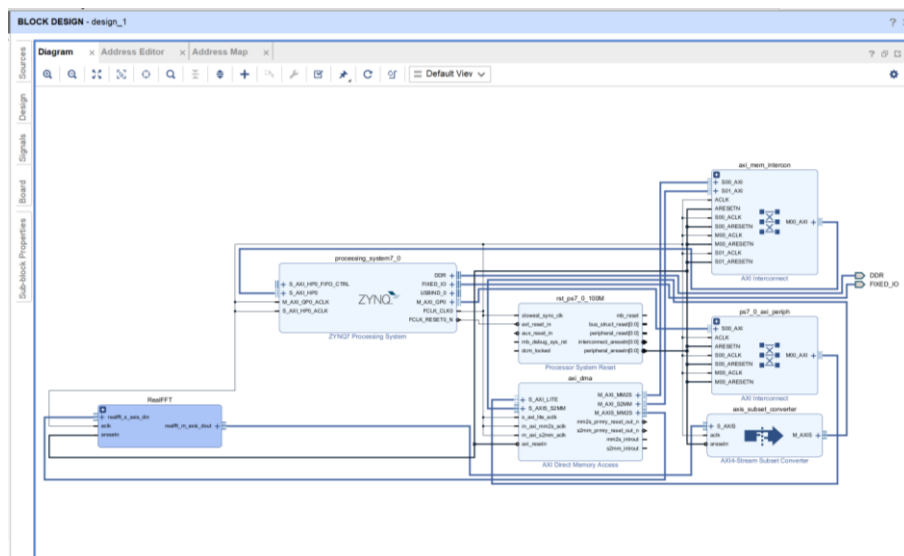 BLOCK DESIGN - design_1
?
Diagram × Address Editor × Address Map ×
?
Default View
Sources
Design
Signals
Board
Sub-block Properties
axi_mem_intercon
S00_AXI
S01_AXI
ACLK
ARESETN
S00_ACLK
S00_ARESETN
M00_ACLK
M00_ARESETN
S01_ACLK
S01_ARESETN
M00_AXI
AXI Interconnect
DDR
FIXED_IO
processing_system7_0
S_AXI_HP0_FIFO_CTRL
S_AXI_HP0
M_AXI_GP0_ACLK
S_AXI_HP0_ACLK
ZYNQ
DDR
FIXED_IO
USBIND_0
M_AXI_GP0
FCLK_CLK0
FCLK_RESET0_N
ZYNQ7 Processing System
rst_ps7_0_100M
slowest_sync_clk
ext_reset_in
aux_reset_in
mb_debug_sys_rst
dcm_locked
mb_reset
bus_struct_reset[0:0]
peripheral_reset[0:0]
interconnect_aresetn[0:0]
peripheral_aresetn[0:0]
Processor System Reset
ps7_0_axi_periph
S00_AXI
ACLK
ARESETN
S00_ACLK
S00_ARESETN
M00_ACLK
M00_ARESETN
M00_AXI
AXI Interconnect
RealFFT
realfft_s_axis_din
aclk
aresetn
realfft_m_axis_dout
axi_dma
S_AXI_LITE
S_AXIS_S2MM
s_axi_lite_aclk
m_axi_mm2s_aclk
m_axi_s2mm_aclk
axi_resetn
M_AXI_MM2S
M_AXI_S2MM
M_AXIS_MM2S
mm2s_prmry_reset_out_n
s2mm_prmry_reset_out_n
mm2s_introut
s2mm_introut
AXI Direct Memory Access
axis_subset_converter
S_AXIS
aclk
aresetn
M_AXIS
AXI4-Stream Subset Converter